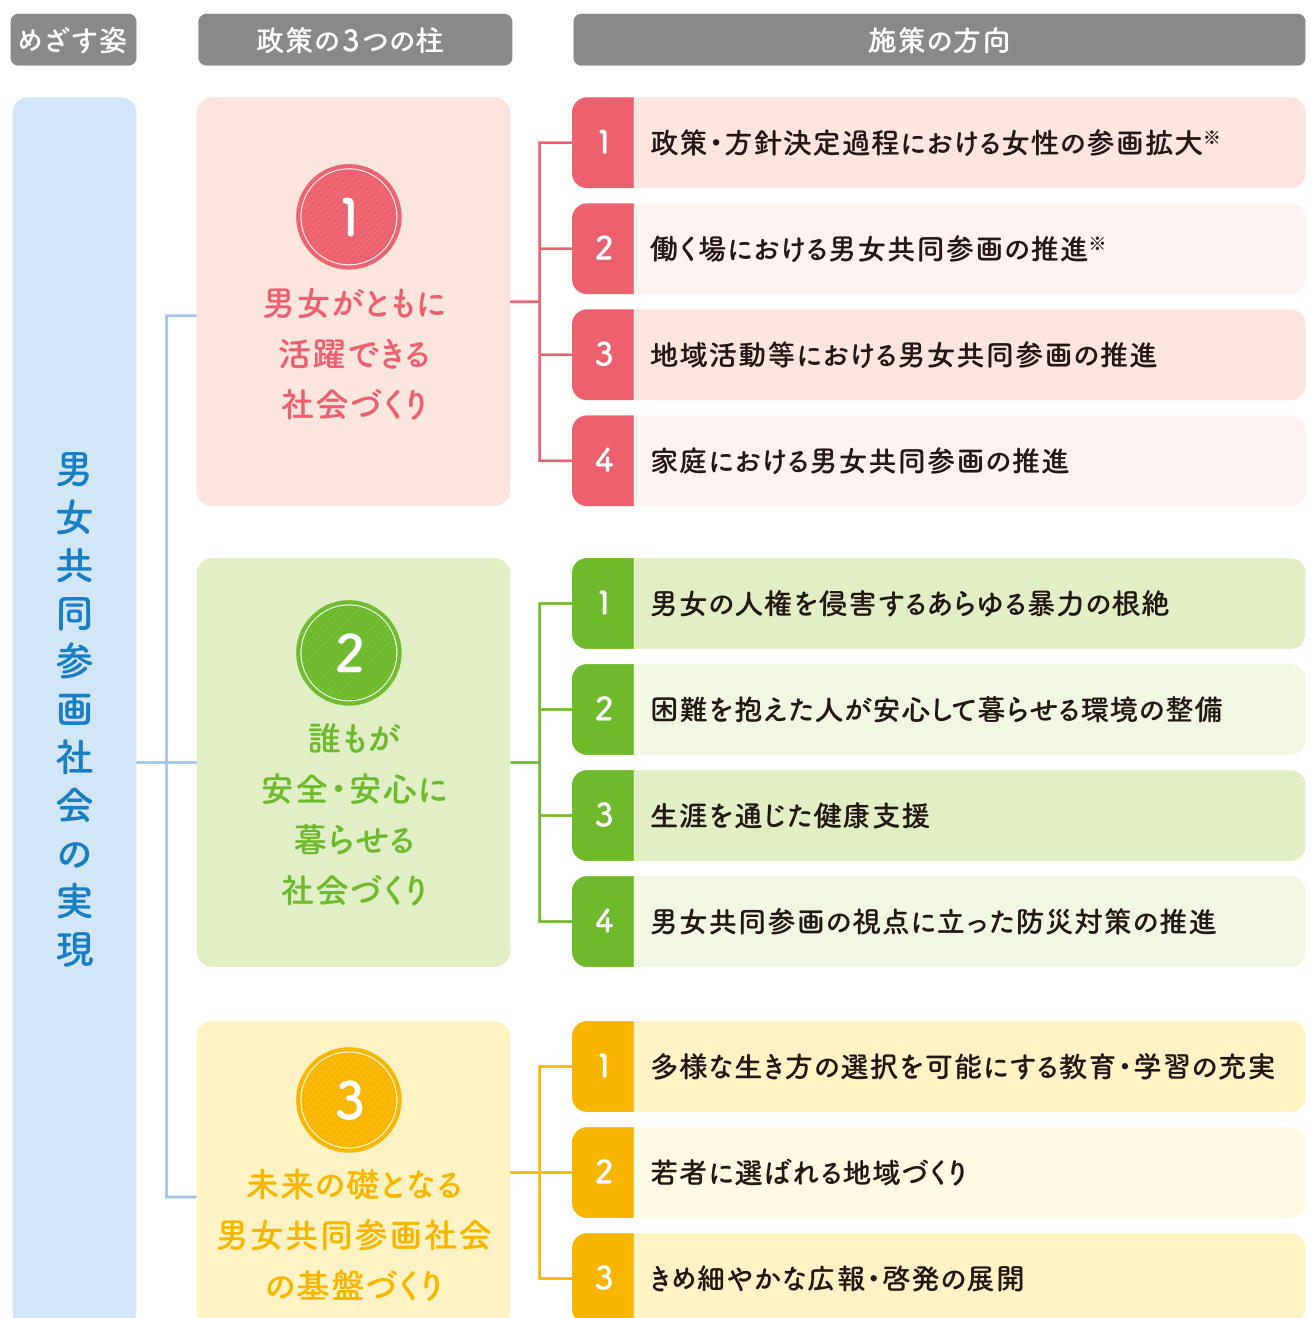 めざす姿
政策の3つの柱
施策の方向
男女共同参画社会の実現
1
男女がともに
活躍できる
社会づくり
1
政策・方針決定過程における女性の参画拡大※
2
働く場における男女共同参画の推進※
3
地域活動等における男女共同参画の推進
4
家庭における男女共同参画の推進
2
誰もが
安全・安心に
暮らせる
社会づくり
1
男女の人権を侵害するあらゆる暴力の根絶
2
困難を抱えた人が安心して暮らせる環境の整備
3
生涯を通じた健康支援
4
男女共同参画の視点に立った防災対策の推進
3
未来の礎となる
男女共同参画社会
の基盤づくり
1
多様な生き方の選択を可能にする教育・学習の充実
2
若者に選ばれる地域づくり
3
きめ細やかな広報・啓発の展開